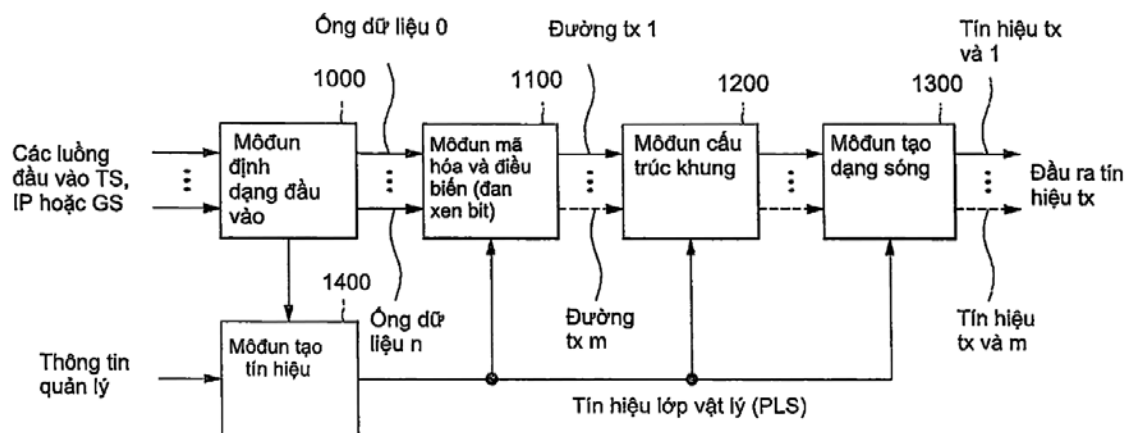 Ống dữ liệu 0
Đường tx 1
Tín hiệu tx
và 1
1000
1100
1200
1300
Các luồng
đầu vào TS,
IP hoặc GS
Môđun
định
dạng đầu
vào
Môđun mã
hóa và điều
biến (đan
xen bit)
Môđun cấu
trúc khung
Môđun tạo
dạng sóng
Đầu ra tín
hiệu tx
1400
Ống dữ
liệu n
Đường
tx m
Tín hiệu
tx và m
Thông tin
quản lý
Môđun tạo
tín hiệu
Tín hiệu lớp vật lý (PLS)